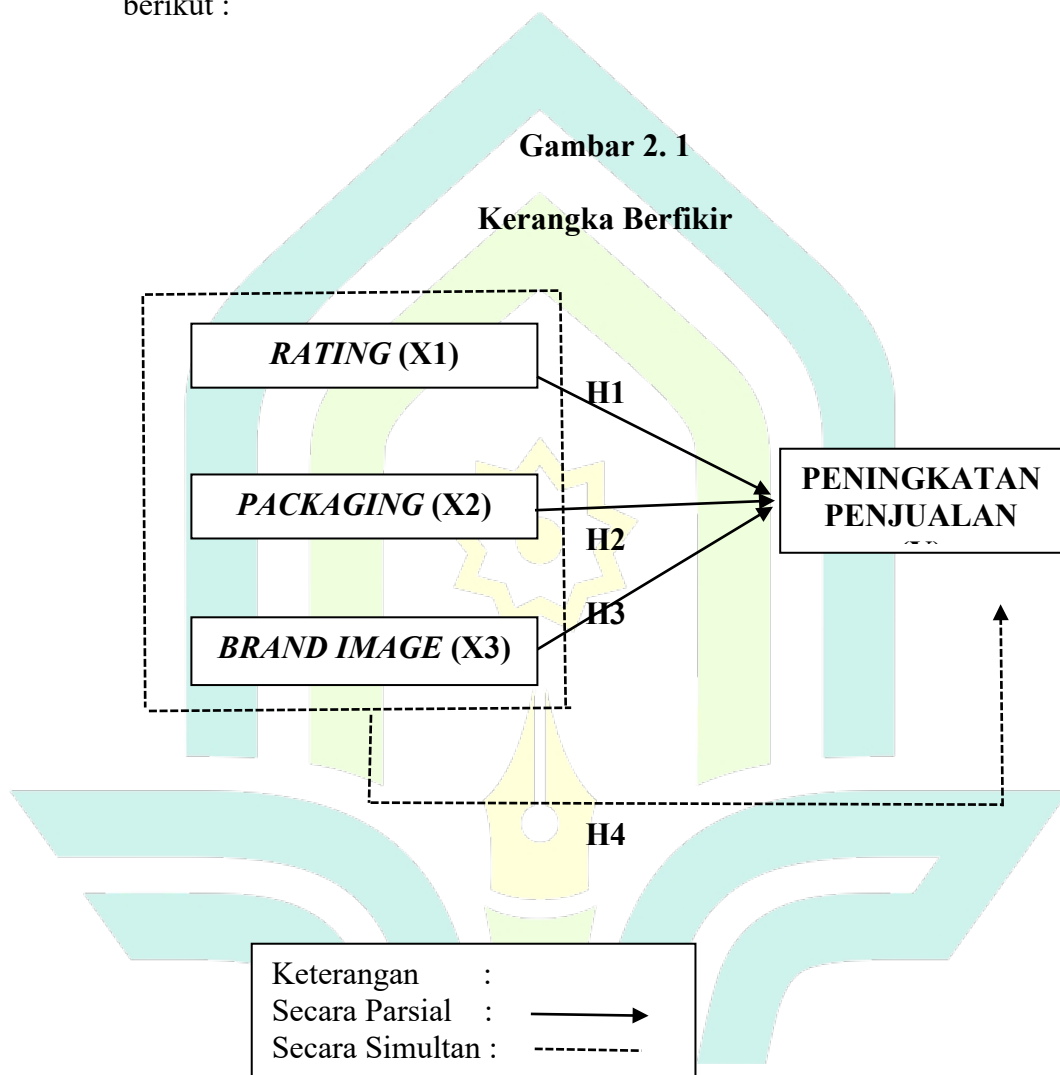 berikut :
Gambar 2. 1
Kerangka Berfikir
RATING (X1)
H1
PACKAGING (X2)
PENINGKATAN
PENJUALAN
H2
H3
BRAND IMAGE (X3)
H4
Keterangan :
Secara Parsial :
Secara Simultan :